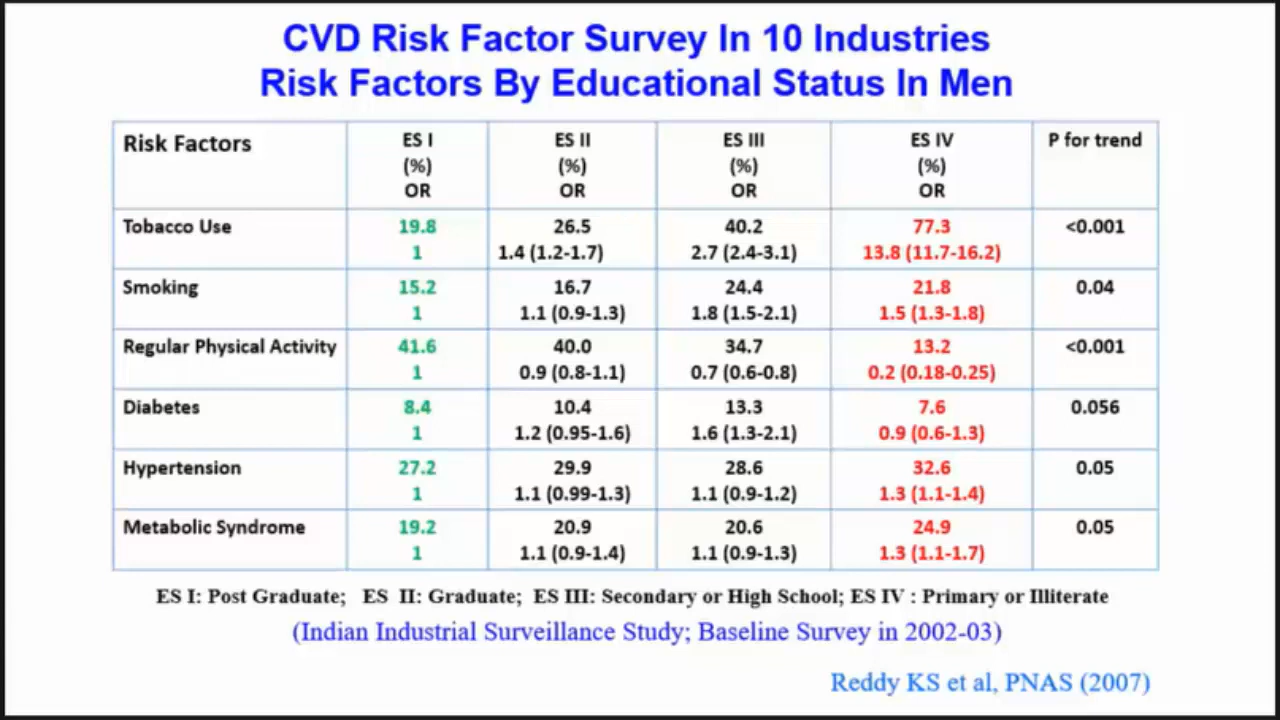 CVD Risk Factor Survey In 10 Industries
Risk Factors By Educational Status In Men
Risk Factors ES I (%) OR ES II (%) OR ES III (%) OR ES IV (%) OR P for trend
Tobacco Use 19.8 26.5 40.2 77.3 <0.001
1 1.4 (1.2-1.7) 2.7 (2.4-3.1) 13.8 (11.7-16.2)
Smoking 15.2 16.7 24.4 21.8 0.04
1 1.1 (0.9-1.3) 1.8 (1.5-2.1) 1.5 (1.3-1.8)
Regular Physical Activity 41.6 40.0 34.7 13.2 <0.001
1 0.9 (0.8-1.1) 0.7 (0.6-0.8) 0.2 (0.18-0.25)
Diabetes 8.4 10.4 13.3 7.6 0.056
1 1.2 (0.95-1.6) 1.6 (1.3-2.1) 0.9 (0.6-1.3)
Hypertension 27.2 29.9 28.6 32.6 0.05
1 1.1 (0.99-1.3) 1.1 (0.9-1.2) 1.3 (1.1-1.4)
Metabolic Syndrome 19.2 20.9 20.6 24.9 0.05
1 1.1 (0.9-1.4) 1.1 (0.9-1.3) 1.3 (1.1-1.7)
ES I: Post Graduate; ES II: Graduate; ES III: Secondary or High School; ES IV : Primary or Illiterate
(Indian Industrial Surveillance Study; Baseline Survey in 2002-03)
Reddy KS et al, PNAS (2007)